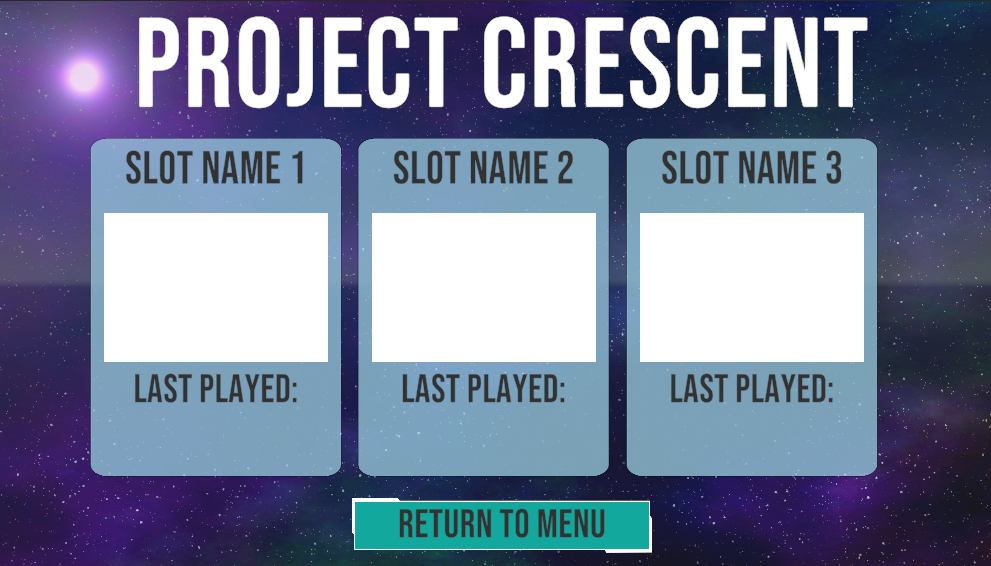 PROJECT CRESCENT
SLOT NAME 1
SLOT NAME 2
SLOT NAME 3
LAST PLAYED:
LAST PLAYED:
LAST PLAYED:
RETURN TO MENU